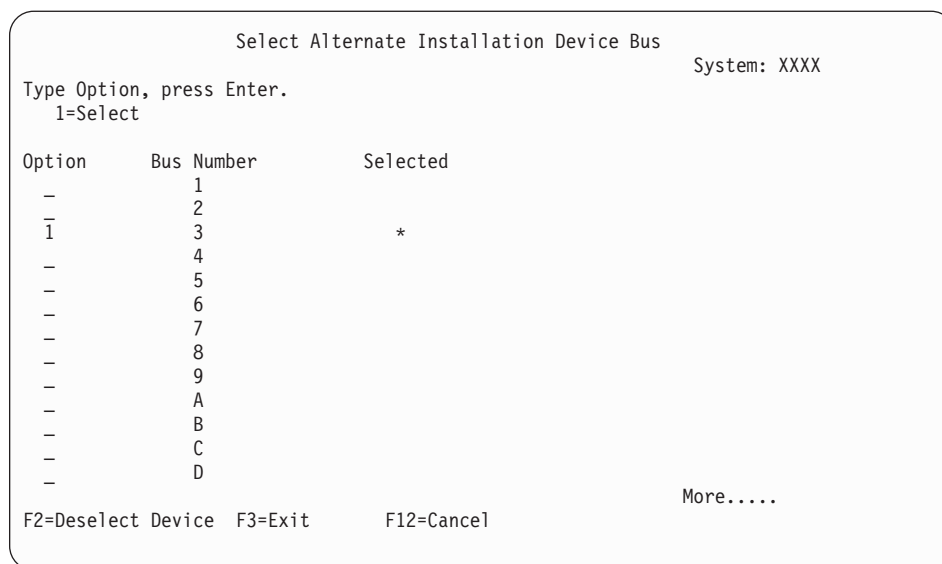 Select Alternate Installation Device Bus
System: XXXX
Type Option, press Enter.
1=Select
Option Bus Number Selected
_ 1
_ 2
1 3 *
_ 4
_ 5
_ 6
_ 7
_ 8
_ 9
_ A
_ B
_ C
_ D
More.....
F2=Deselect Device F3=Exit F12=Cancel